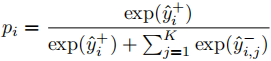 p_i = \frac{\exp(\hat{y}_i^+)}{\exp(\hat{y}_i^+) + \sum_{j=1}^{K} \exp(\hat{y}_{i,j}^-)}